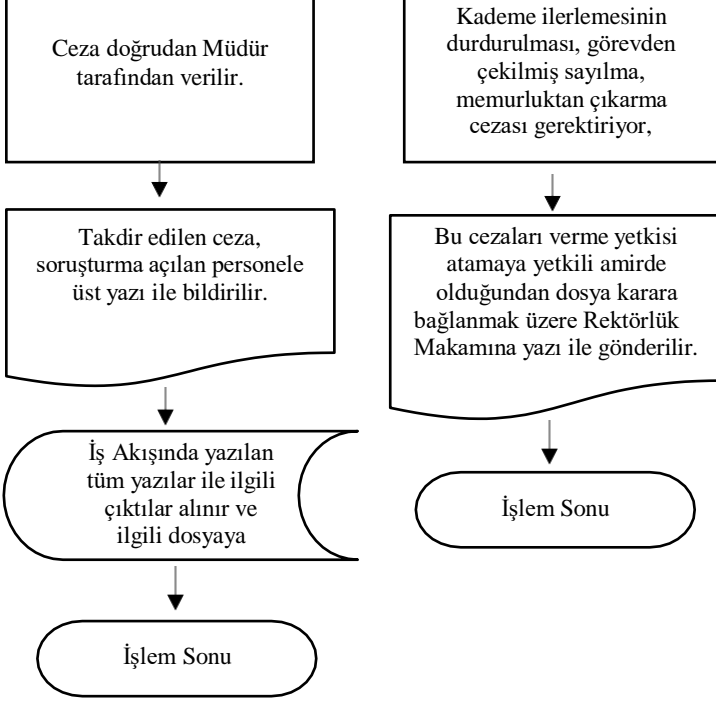 Ceza doğrudan Müdür
tarafından verilir.
Takdir edilen ceza,
soruşturma açılan personele
üst yazı ile bildirilir.
İş Akışında yazılan
tüm yazılar ile ilgili
çıktılar alınır ve
ilgili dosyaya
İşlem Sonu
Kademe ilerlemesinin
durdurulması, görevden
çekilmiş sayılma,
memurluktan çıkarma
cezası gerektiriyor,
Bu cezaları verme yetkisi
atamaya yetkili amirde
olduğundan dosya karara
bağlanmak üzere Rektörlük
Makamına yazı ile gönderilir.
İşlem Sonu